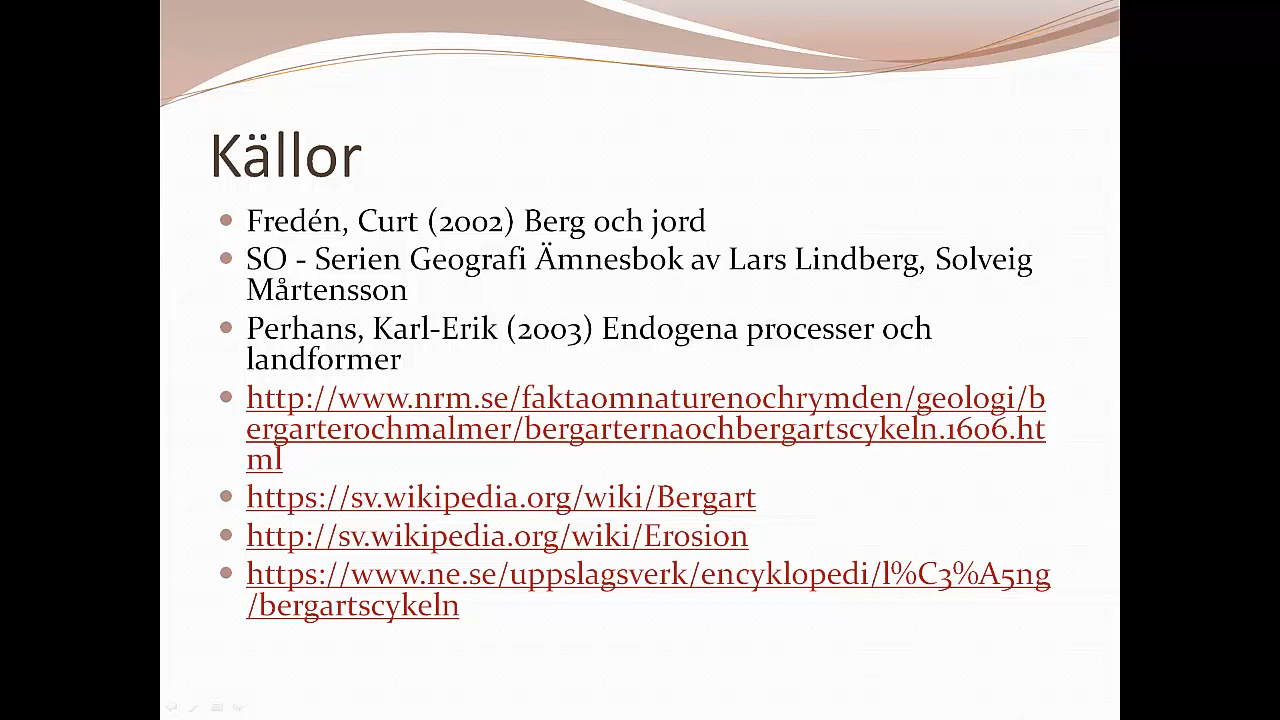 Källor
Fredén, Curt (2002) Berg och jord
SO - Serien Geografi Ämnesbok av Lars Lindberg, Solveig
Mårtensson
Perhans, Karl-Erik (2003) Endogena processer och
landformer
http://www.nrm.se/faktaomnaturenochrymden/geologi/b
ergarterochmalmer/bergarternaochbergartscykeln.1606.ht
ml
https://sv.wikipedia.org/wiki/Bergart
http://sv.wikipedia.org/wiki/Erosion
https://www.ne.se/uppslagsverk/encyklopedi/l%C3%A5ng
/bergartscykeln